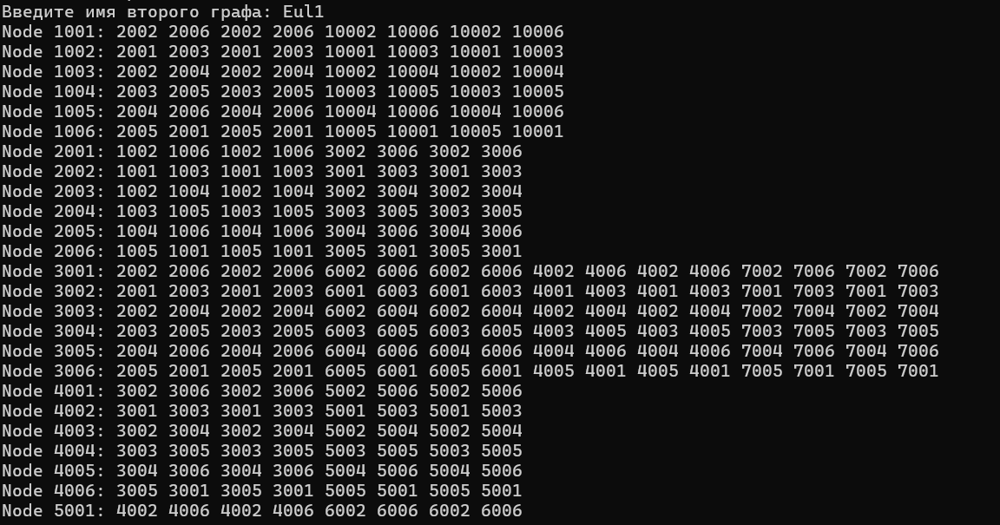 Введите имя второго графа: Eul1
Node 1001: 2002 2006 2002 2006 10002 10006 10002 10006
Node 1002: 2001 2003 2001 2003 10001 10003 10001 10003
Node 1003: 2002 2004 2002 2004 10002 10004 10002 10004
Node 1004: 2003 2005 2003 2005 10003 10005 10003 10005
Node 1005: 2004 2006 2004 2006 10004 10006 10004 10006
Node 1006: 2005 2001 2005 2001 10005 10001 10005 10001
Node 2001: 1002 1006 1002 1006 3002 3006 3002 3006
Node 2002: 1001 1003 1001 1003 3001 3003 3001 3003
Node 2003: 1002 1004 1002 1004 3002 3004 3002 3004
Node 2004: 1003 1005 1003 1005 3003 3005 3003 3005
Node 2005: 1004 1006 1004 1006 3004 3006 3004 3006
Node 2006: 1005 1001 1005 1001 3005 3001 3005 3001
Node 3001: 2002 2006 2002 2006 6002 6006 6002 6006 4002 4006 4002 4006 7002 7006 7002 7006
Node 3002: 2001 2003 2001 2003 6001 6003 6001 6003 4001 4003 4001 4003 7001 7003 7001 7003
Node 3003: 2002 2004 2002 2004 6002 6004 6002 6004 4002 4004 4002 4004 7002 7004 7002 7004
Node 3004: 2003 2005 2003 2005 6003 6005 6003 6005 4003 4005 4003 4005 7003 7005 7003 7005
Node 3005: 2004 2006 2004 2006 6004 6006 6004 6006 4004 4006 4004 4006 7004 7006 7004 7006
Node 3006: 2005 2001 2005 2001 6005 6001 6005 6001 4005 4001 4005 4001 7005 7001 7005 7001
Node 4001: 3002 3006 3002 3006 5002 5006 5002 5006
Node 4002: 3001 3003 3001 3003 5001 5003 5001 5003
Node 4003: 3002 3004 3002 3004 5002 5004 5002 5004
Node 4004: 3003 3005 3003 3005 5003 5005 5003 5005
Node 4005: 3004 3006 3004 3006 5004 5006 5004 5006
Node 4006: 3005 3001 3005 3001 5005 5001 5005 5001
Node 5001: 4002 4006 4002 4006 6002 6006 6002 6006